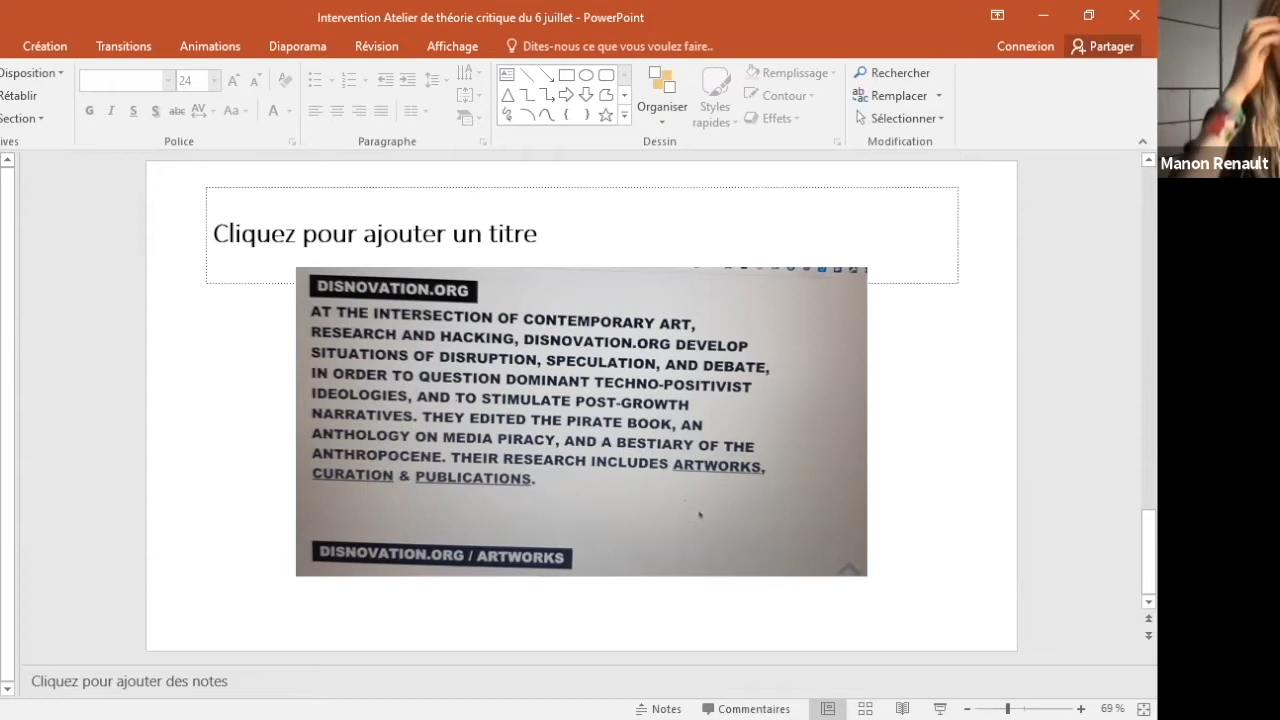 Intervention Atelier de théorie critique du 6 juillet - PowerPoint
Création Transitions Animations Diaporama Révision Affichage Dites-nous ce que vous voulez faire.. Connexion Partager
Disposition
Rétablir
Section
24
G I S S abc AV Aa A
Police
Paragraphe
Organiser
Styles
rapides
Remplissage
Contour
Effets
Dessin
Rechercher
Remplacer
Sélectionner
Modification
Manon Renault
Cliquez pour ajouter un titre
DISNOVATION.ORG
AT THE INTERSECTION OF CONTEMPORARY ART,
RESEARCH AND HACKING, DISNOVATION.ORG DEVELOP
SITUATIONS OF DISRUPTION, SPECULATION, AND DEBATE,
IN ORDER TO QUESTION DOMINANT TECHNO-POSITIVIST
IDEOLOGIES, AND TO STIMULATE POST-GROWTH
NARRATIVES. THEY EDITED THE PIRATE BOOK, AN
ANTHOLOGY ON MEDIA PIRACY, AND A BESTIARY OF THE
ANTHROPOCENE. THEIR RESEARCH INCLUDES ARTWORKS,
CURATION & PUBLICATIONS.
DISNOVATION.ORG / ARTWORKS
Cliquez pour ajouter des notes
Notes Commentaires 69 %